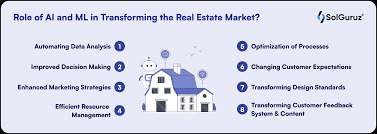 Role of AI and ML in Transforming the Real Estate Market?
SolGuruz
Automating Data Analysis 1
Improved Decision Making 2
Enhanced Marketing Strategies 3
Efficient Resource
Management 4
5 Optimization of Processes
6 Changing Customer Expectations
7 Transforming Design Standards
8 Transforming Customer Feedback
System & Content